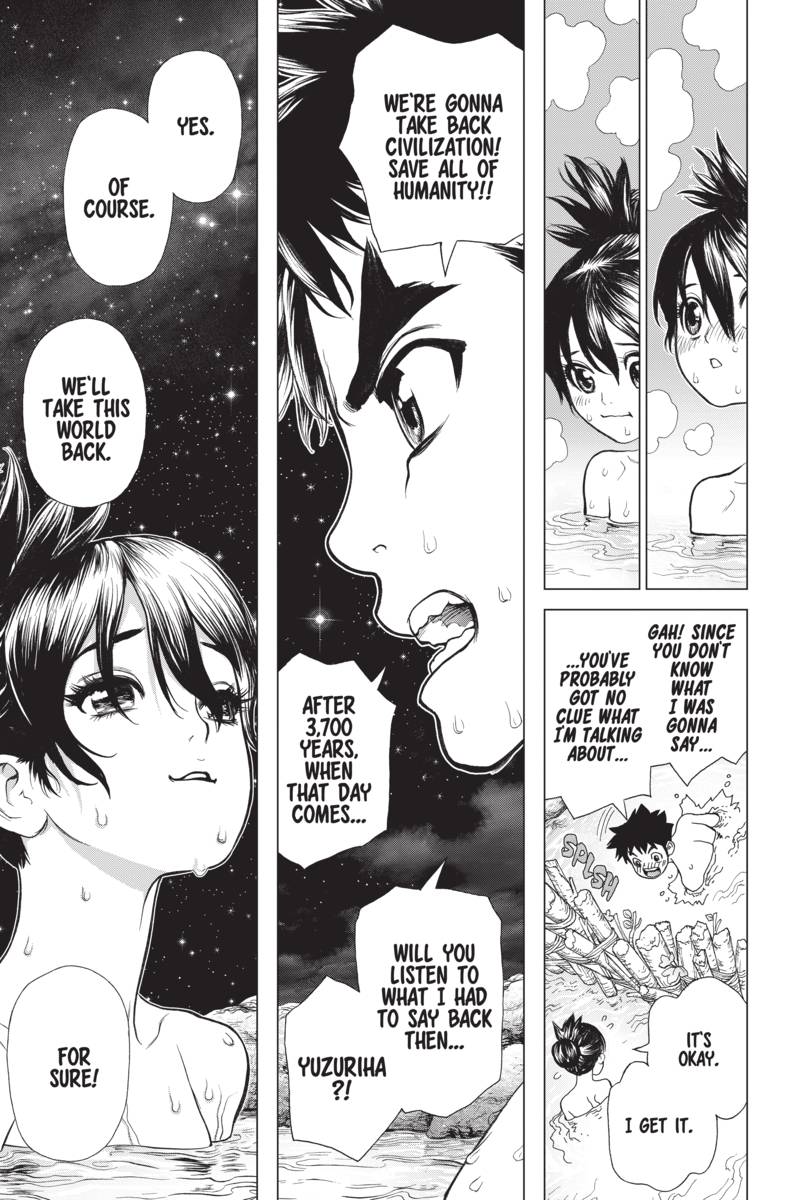 GAH! SINCE
YOU DON'T
KNOW
WHAT
I WAS
GONNA
SAY...
...YOU'VE
PROBABLY
GOT NO
CLUE WHAT
I'M TALKING
ABOUT...
SPLSH
IT'S
OKAY.
I GET IT.
WE'RE GONNA
TAKE BACK
CIVILIZATION!
SAVE ALL OF
HUMANITY!!
AFTER
3,700
YEARS,
WHEN
THAT DAY
COMES...
WILL YOU
LISTEN TO
WHAT I HAD
TO SAY BACK
THEN...
YUZURIHA
?!
YES.
OF
COURSE.
WE'LL
TAKE THIS
WORLD
BACK.
FOR
SURE!